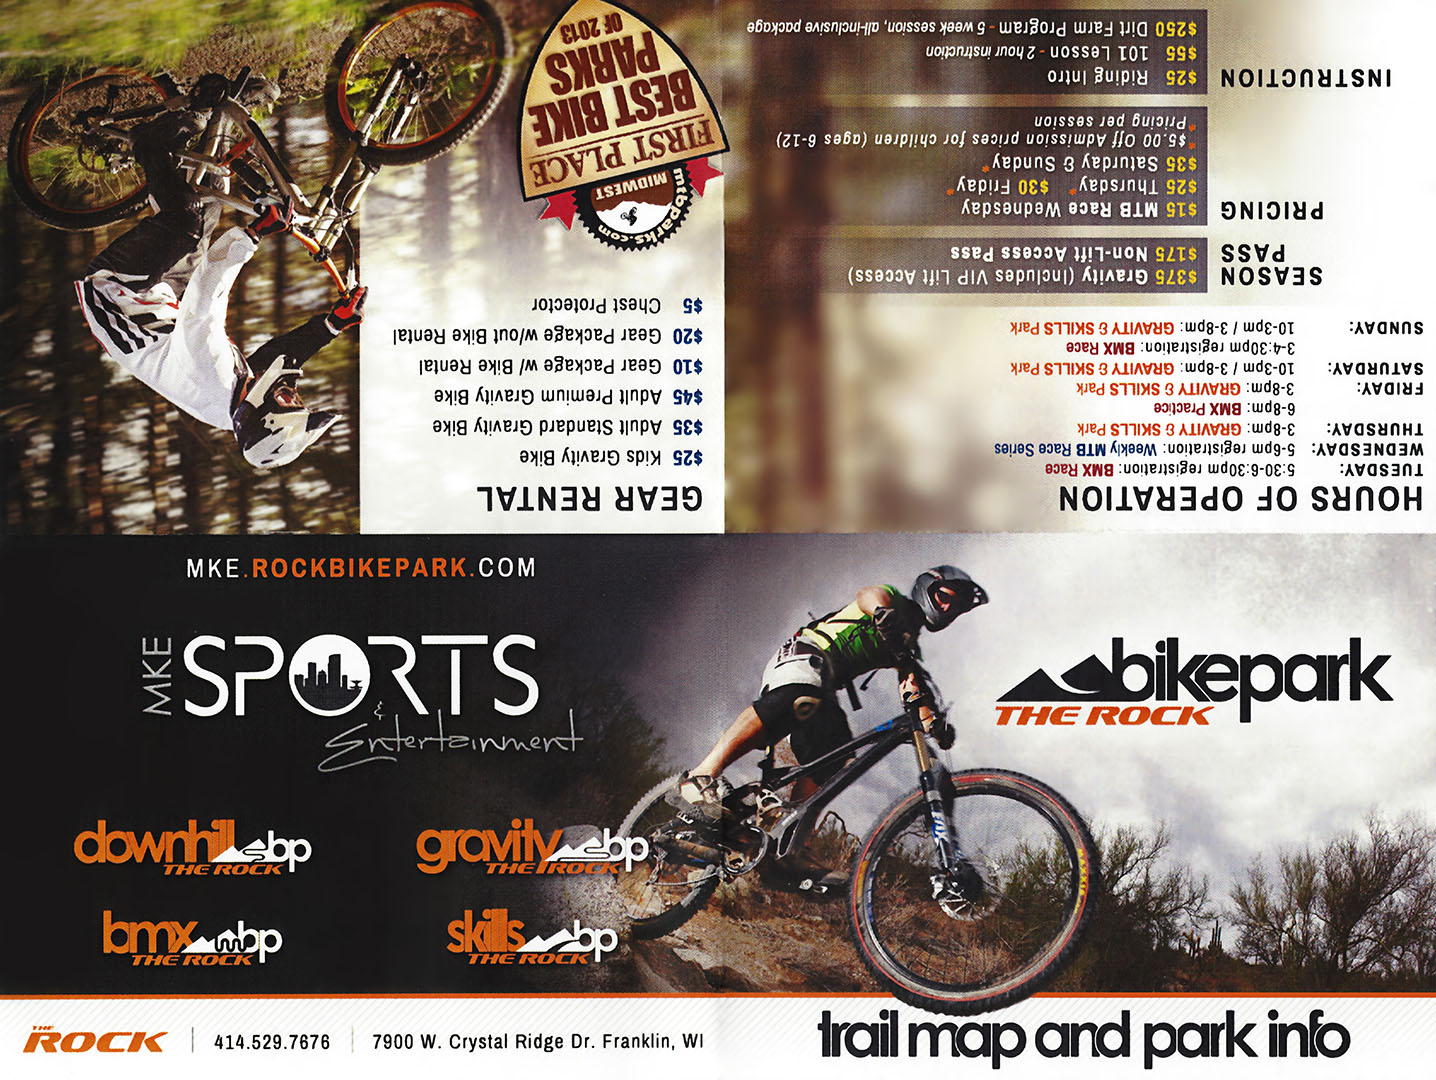 MKE.ROCKBIKEPARK.COM
MKE SPORTS
& Entertainment
downhill bp
THE ROCK
gravity bp
THE ROCK
bmx bp
THE ROCK
skills bp
THE ROCK
THE ROCK | 414.529.7676 | 7900 W. Crystal Ridge Dr. Franklin, WI
bikepark
THE ROCK
trail map and park info
HOURS OF OPERATION
TUESDAY: 5:30-6:30pm registration: BMX Race
WEDNESDAY: 5-6pm registration: Weekly MTB Race Series
THURSDAY: 3-8pm: GRAVITY & SKILLS Park
6-8pm: BMX Practice
FRIDAY: 3-8pm: GRAVITY & SKILLS Park
SATURDAY: 10-3pm / 3-8pm: GRAVITY & SKILLS Park
3-4:30pm registration: BMX Race
SUNDAY: 10-3pm / 3-8pm: GRAVITY & SKILLS Park
SEASON
PASS
$375 Gravity (includes VIP Lift Access)
$175 Non-Lift Access Pass
PRICING
$15 MTB Race Wednesday
$25 Thursday* $30 Friday*
$35 Saturday & Sunday*
*$5.00 Off Admission prices for children (ages 6-12)
*Pricing per session
INSTRUCTION
$25 Riding Intro
$55 101 Lesson - 2 hour instruction
$250 Dirt Farm Program - 5 week session, all-inclusive package
GEAR RENTAL
$25 Kids Gravity Bike
$35 Adult Standard Gravity Bike
$45 Adult Premium Gravity Bike
$10 Gear Package w/ Bike Rental
$20 Gear Package w/out Bike Rental
$5 Chest Protector
mtbparks.com
MIDWEST
FIRST PLACE
BEST BIKE
PARKS
OF 2013